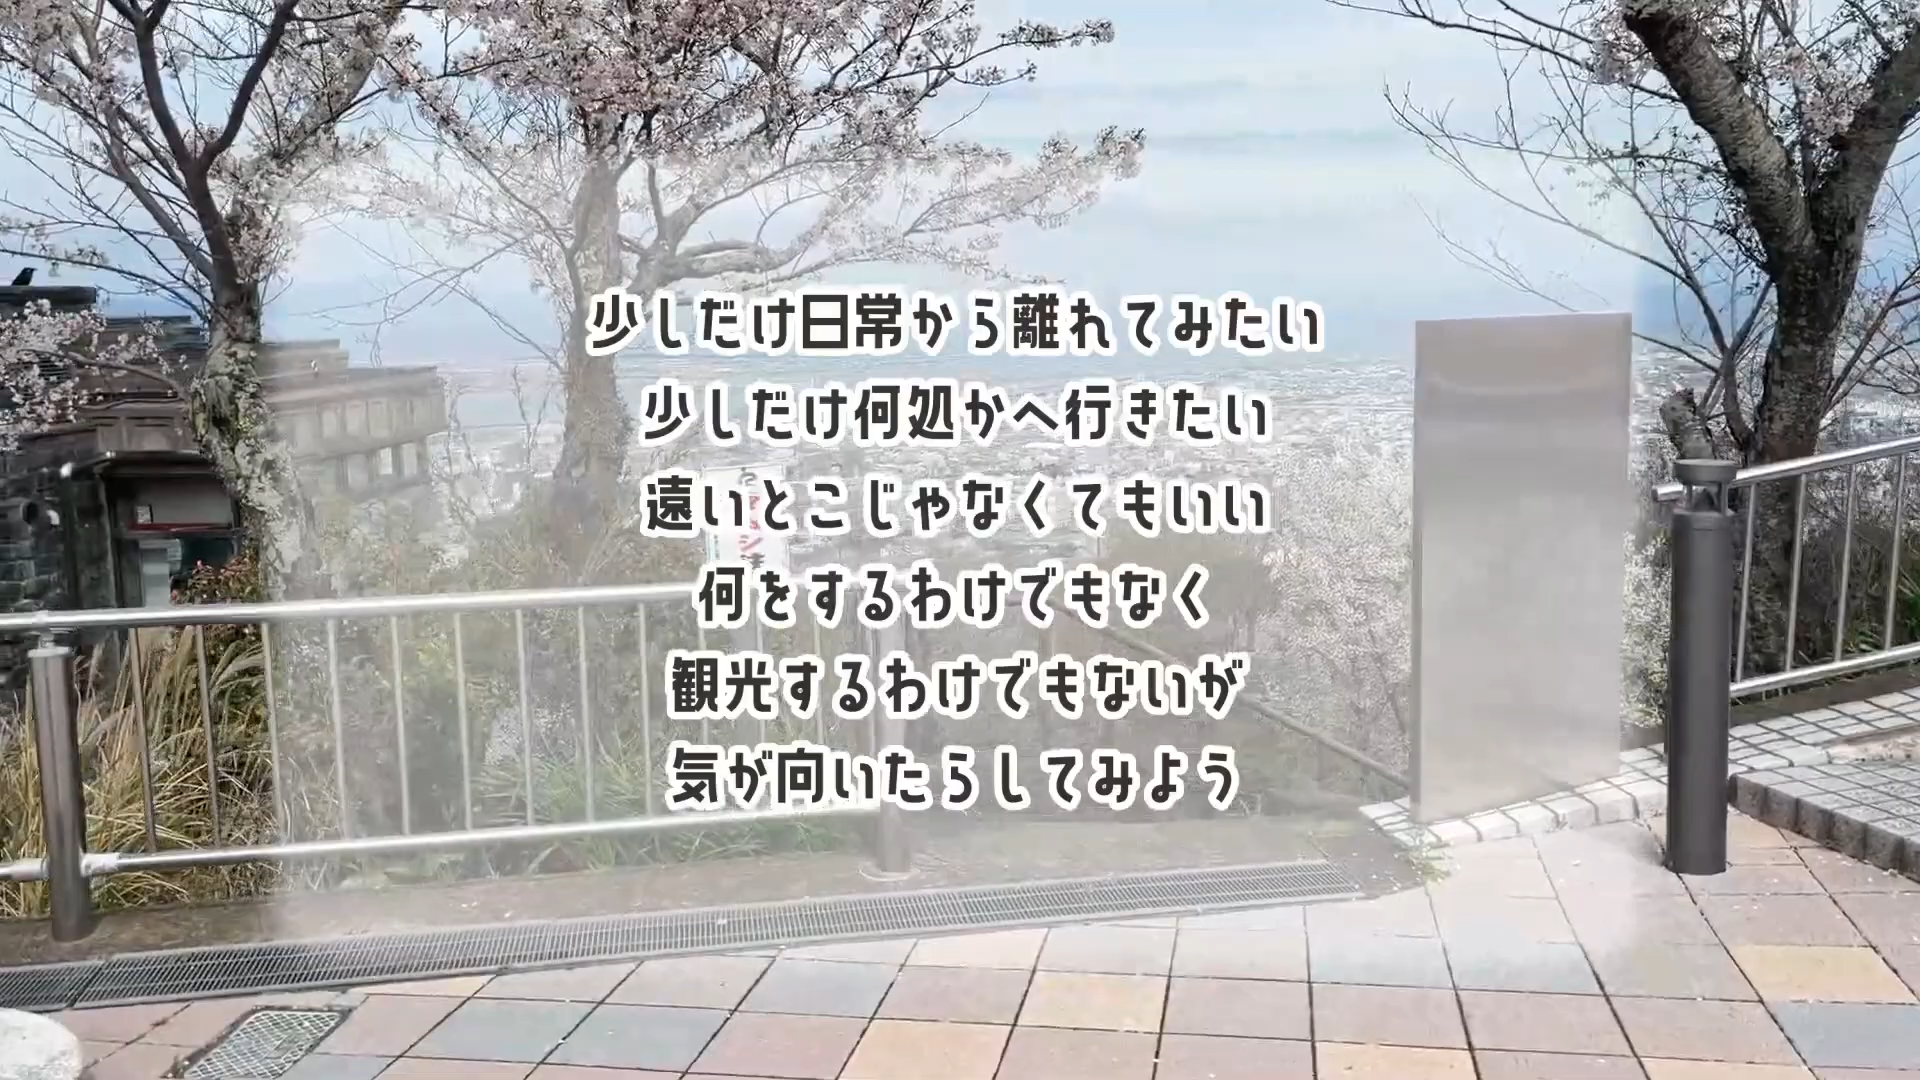 少しだけ日常から離れてみたい
少しだけ何処かへ行きたい
遠いとこじゃなくてもいい
何をするわけでもなく
観光するわけでもないが
気が向いたらしてみよう